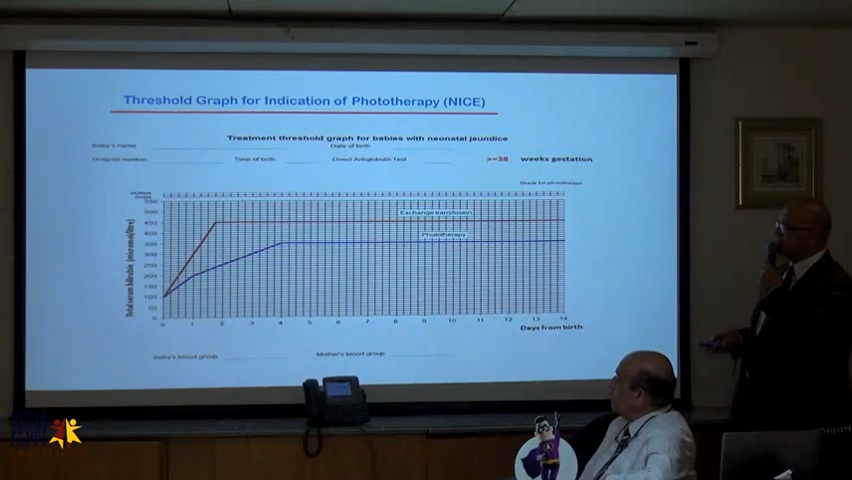 Threshold Graph for Indication of Phototherapy (NICE)
Treatment threshold graph for babies with neonatal jaundice
Baby's name
Date of birth
Hospital number
Time of birth
Direct Antiglobulin Test
>=38 weeks gestation
Shade for phototherapy
Total serum bilirubin (micromol/litre)
550
500
450
400
350
300
250
200
150
100
50
0
Exchange transfusion
Phototherapy
0 1 2 3 4 5 6 7 8 9 10 11 12 13 14
Days from birth
Baby's blood group
Mother's blood group